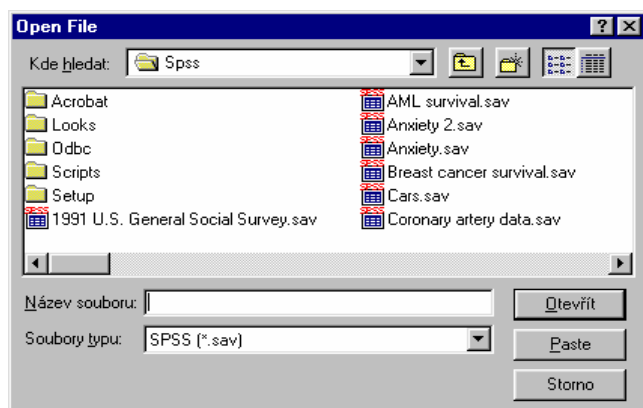 Open File
Kde hledat: Spss
Acrobat
Looks
Odbc
Scripts
Setup
1991 U.S. General Social Survey.sav
AML survival.sav
Anxiety 2.sav
Anxiety.sav
Breast cancer survival.sav
Cars.sav
Coronary artery data.sav
Název souboru:
Otevřít
Soubory typu: SPSS (*.sav)
Paste
Storno